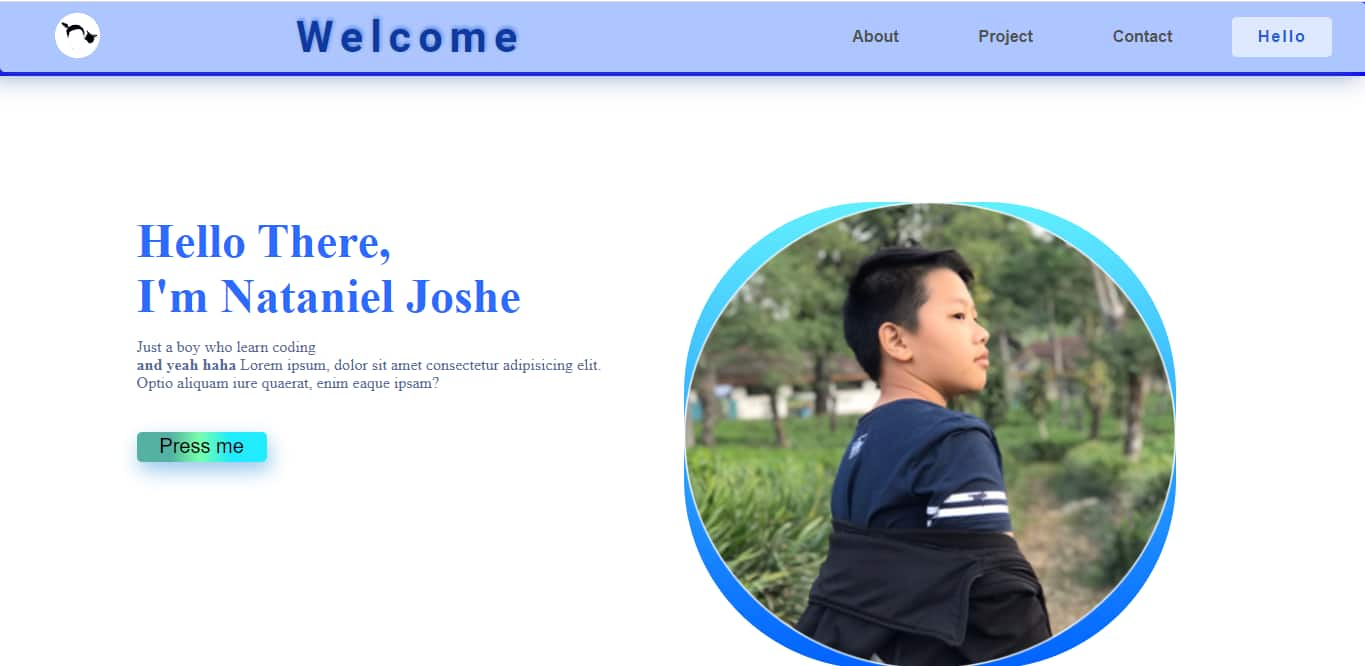 Welcome
About
Project
Contact
Hello
Hello There,
I'm Nataniel Joshe
Just a boy who learn coding
and yeah haha Lorem ipsum, dolor sit amet consectetur adipisicing elit.
Optio aliquam iure quaerat, enim eaque ipsam?
Press me